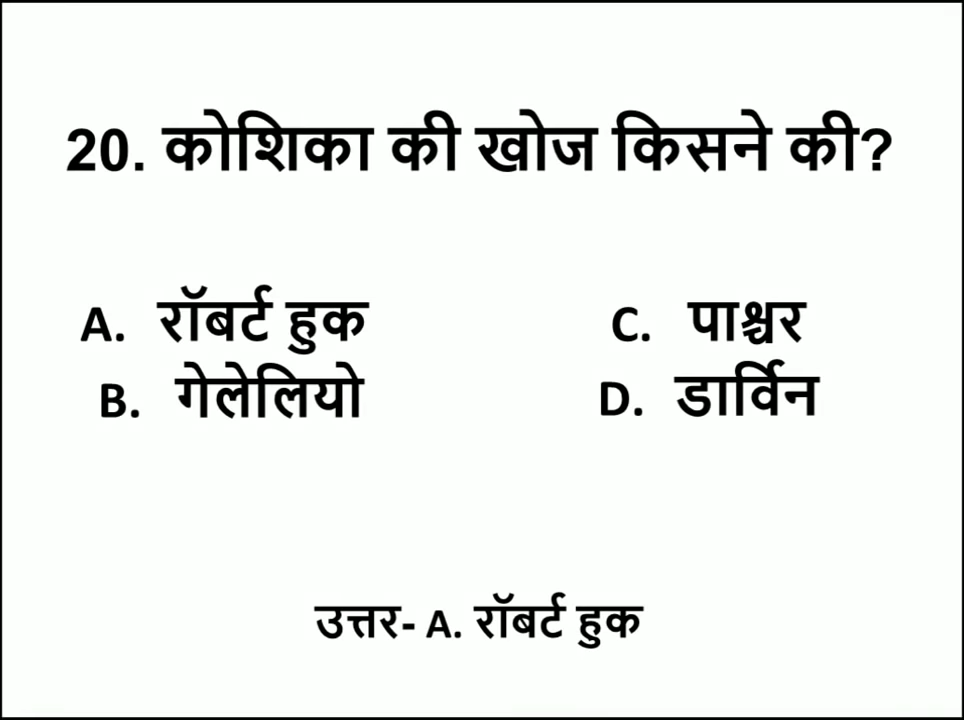 20. कोशिका की खोज किसने की?
A. रॉबर्ट हुक
C. पाश्चर
B. गेलेलियो
D. डार्विन
उत्तर- A. रॉबर्ट हुक